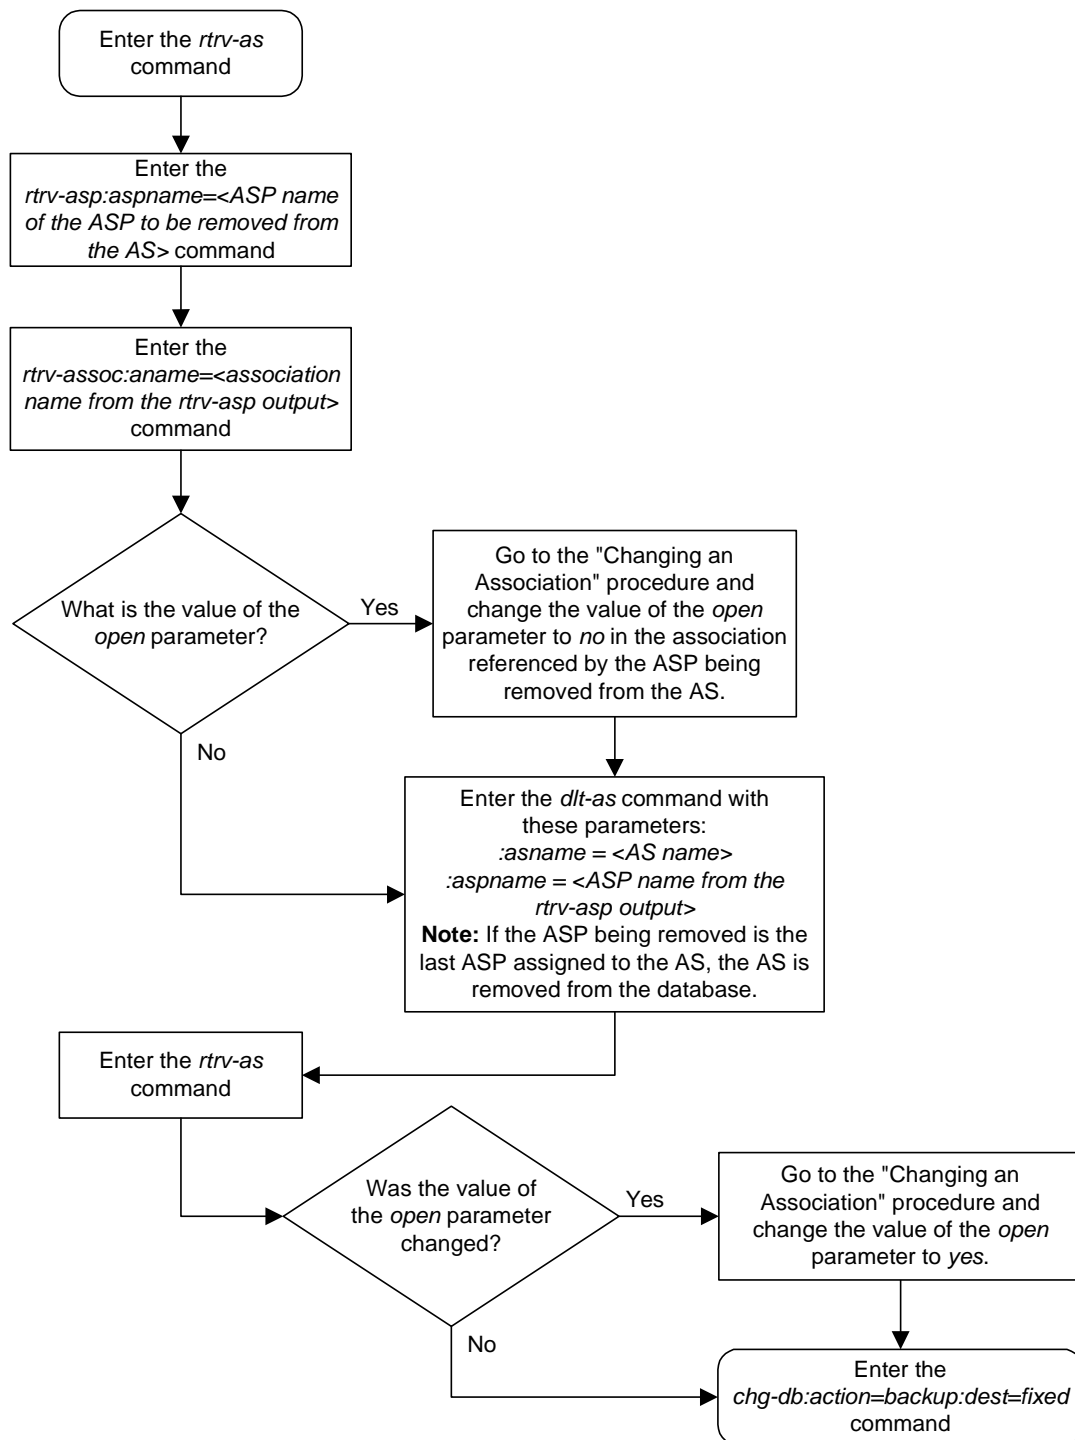 Enter the rtrv-as
command
Enter the
rtrv-asp:aspname=<ASP name
of the ASP to be removed from
the AS> command
Enter the
rtrv-assoc:aname=<association
name from the rtrv-asp output>
command
What is the value of the
open parameter?
Yes
Go to the "Changing an
Association" procedure and
change the value of the open
parameter to no in the association
referenced by the ASP being
removed from the AS.
No
Enter the dlt-as command with
these parameters:
:asname = <AS name>
:aspname = <ASP name from the
rtrv-asp output>
Note: If the ASP being removed is the
last ASP assigned to the AS, the AS is
removed from the database.
Enter the rtrv-as
command
Was the value of
the open parameter
changed?
Yes
Go to the "Changing an
Association" procedure and
change the value of the open
parameter to yes.
No
Enter the
chg-db:action=backup:dest=fixed
command